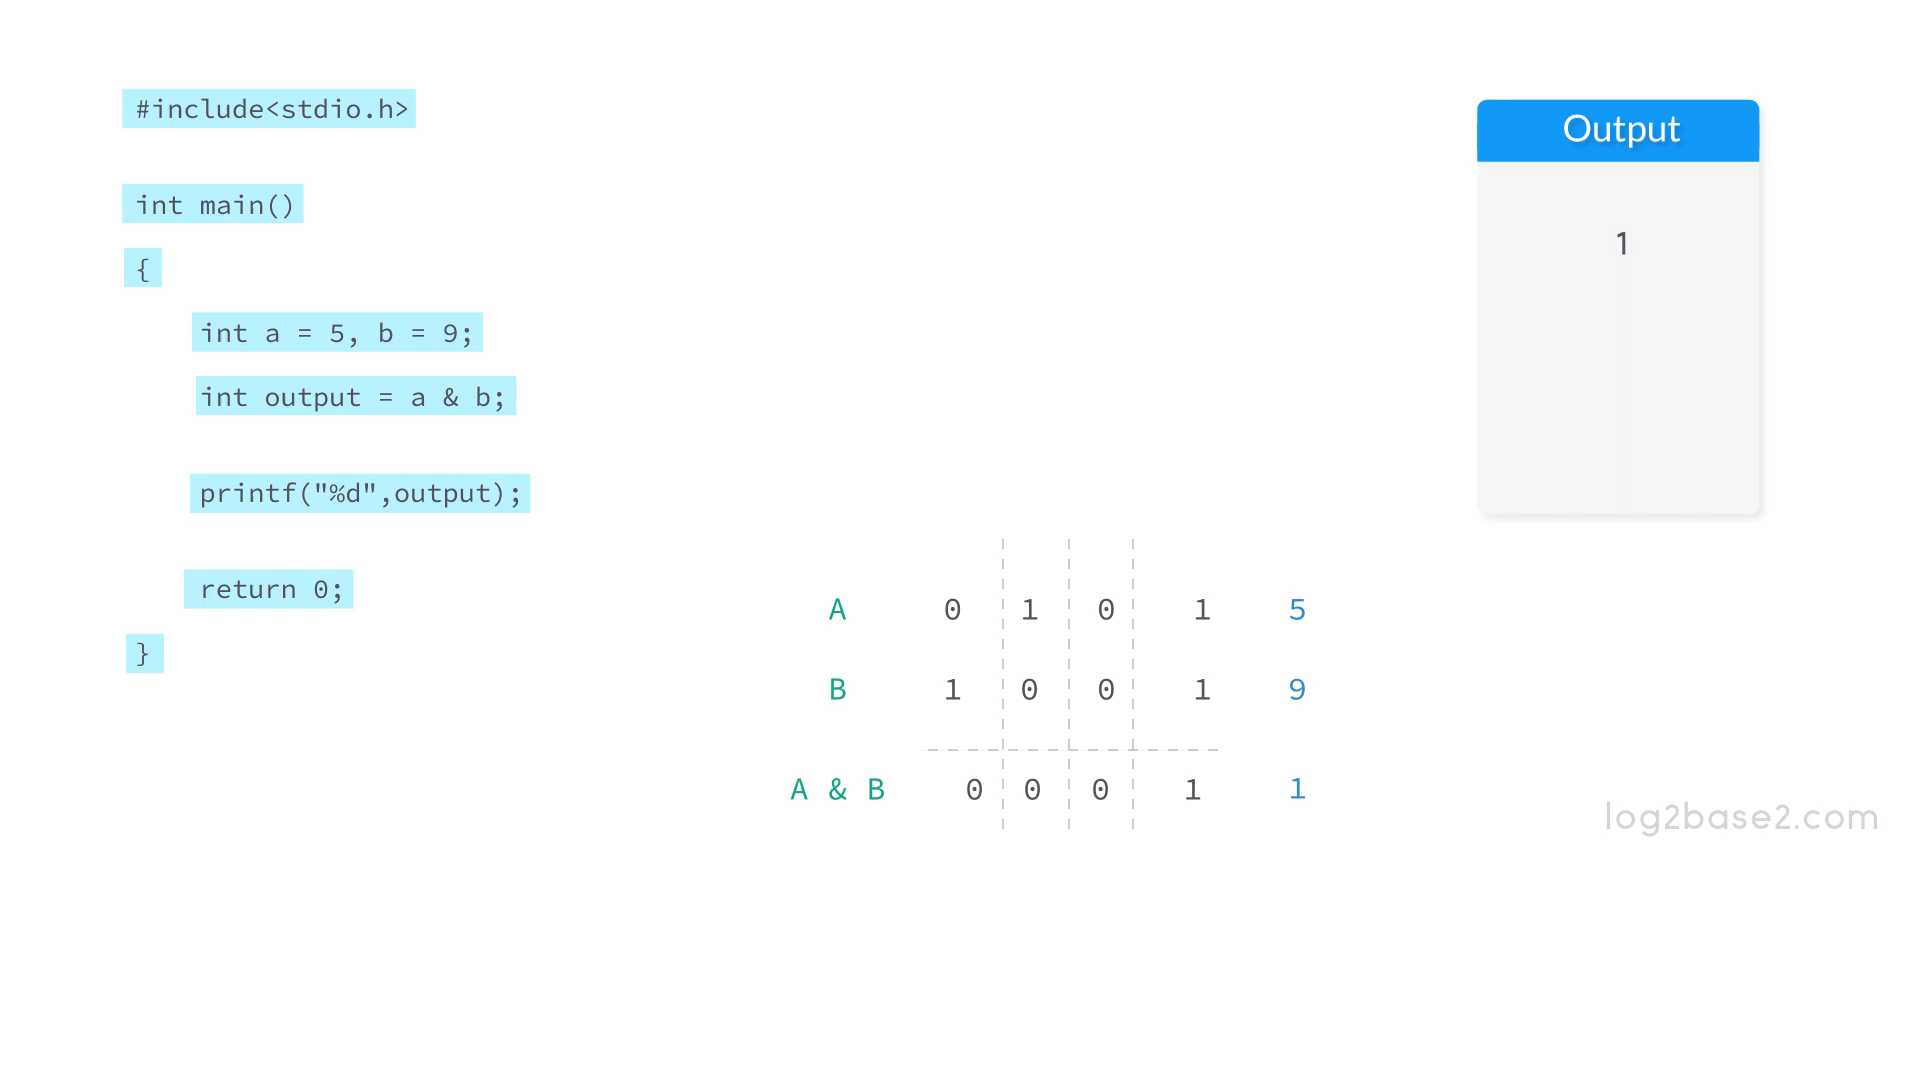 #include<stdio.h>
int main()
{
int a = 5, b = 9;
int output = a & b;
printf("%d",output);
return 0;
}
Output
1
A 0 1 0 1 5
B 1 0 0 1 9
A & B 0 0 0 1 1
log2base2.com